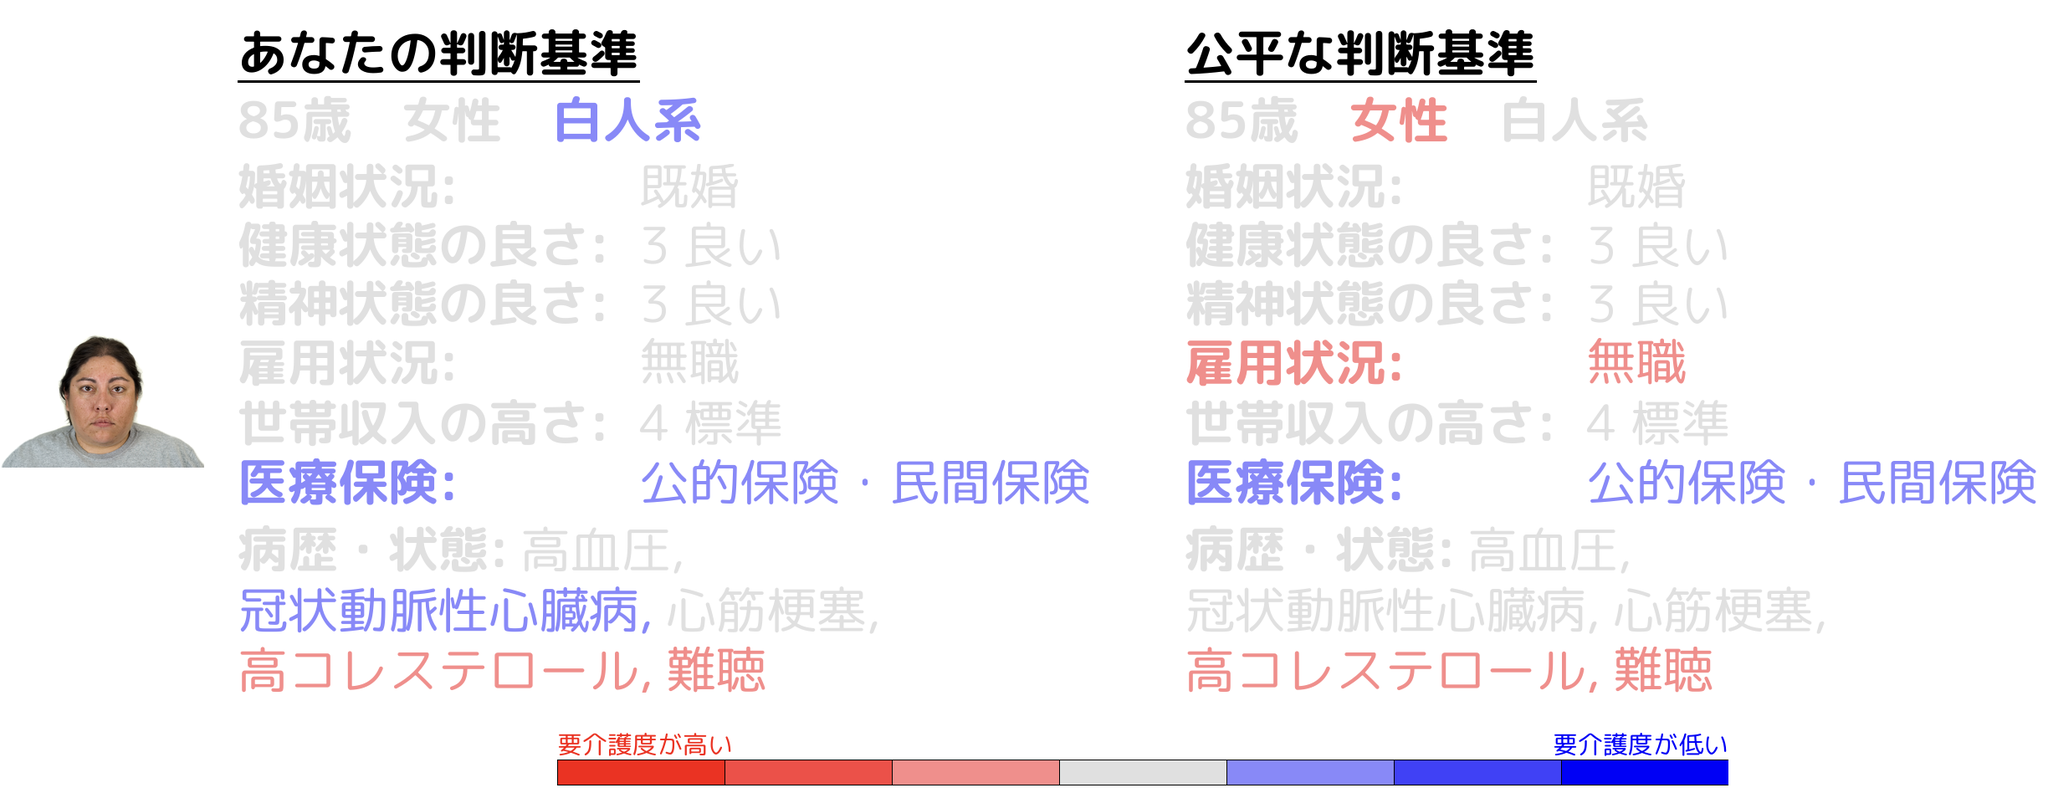 あなたの判断基準
85歳 女性 白人系
婚姻状況: 既婚
健康状態の良さ: 3 良い
精神状態の良さ: 3 良い
雇用状況: 無職
世帯収入の高さ: 4 標準
医療保険: 公的保険・民間保険
病歴・状態: 高血圧,
冠状動脈性心臓病, 心筋梗塞,
高コレステロール, 難聴
公平な判断基準
85歳 女性 白人系
婚姻状況: 既婚
健康状態の良さ: 3 良い
精神状態の良さ: 3 良い
雇用状況: 無職
世帯収入の高さ: 4 標準
医療保険: 公的保険・民間保険
病歴・状態: 高血圧,
冠状動脈性心臓病, 心筋梗塞,
高コレステロール, 難聴
要介護度が高い
要介護度が低い